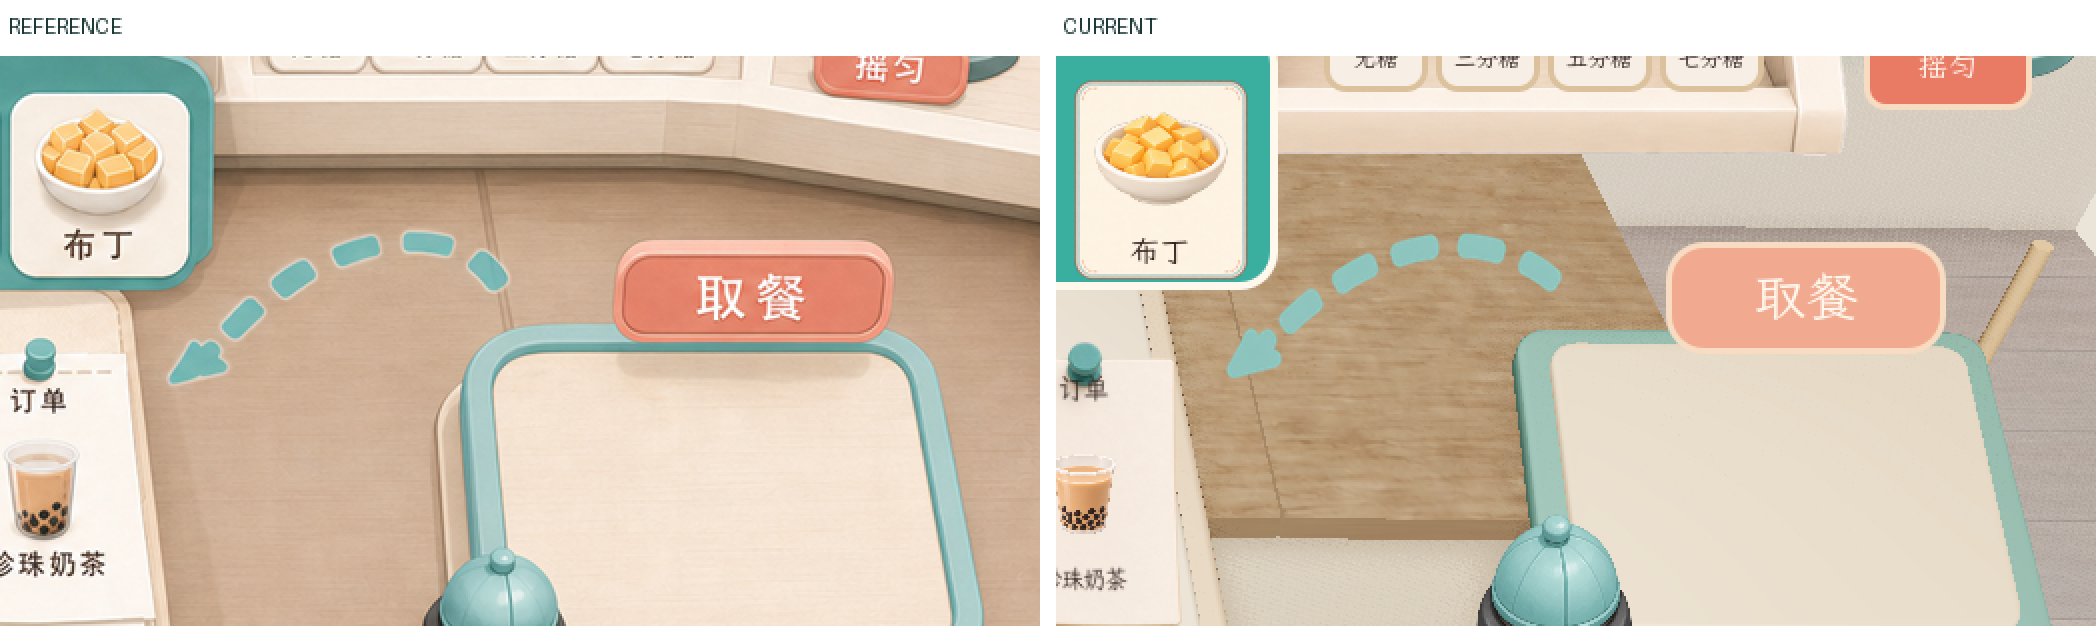 REFERENCE
摇匀
布丁
取餐
订单
珍珠奶茶
CURRENT
无糖
三分糖
五分糖
七分糖
摇匀
布丁
取餐
订单
珠奶茶